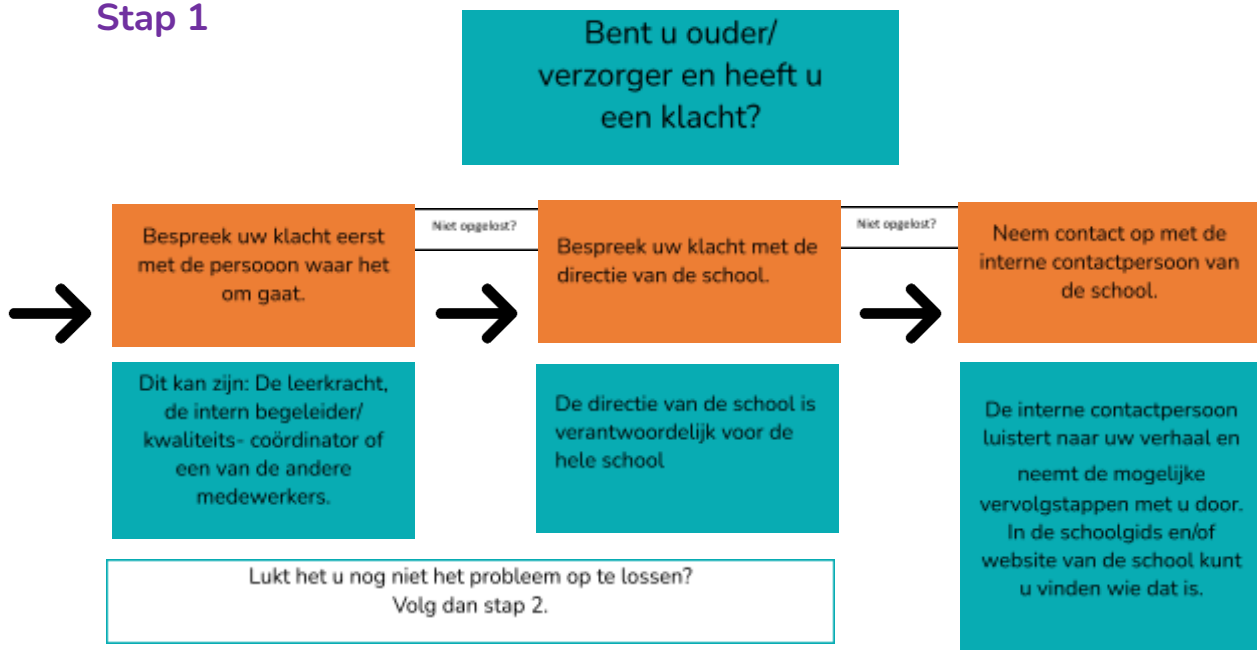 Stap 1
Bent u ouder/
verzorger en heeft u
een klacht?
Bespreek uw klacht eerst
met de persooon waar het
om gaat.
Niet opgelost?
Bespreek uw klacht met de
directie van de school.
Niet opgelost?
Neem contact op met de
interne contactpersoon van
de school.
Dit kan zijn: De leerkracht,
de intern begeleider/
kwaliteits- coördinator of
een van de andere
medewerkers.
De directie van de school is
verantwoordelijk voor de
hele school
De interne contactpersoon
luistert naar uw verhaal en
neemt de mogelijke
vervolgstappen met u door.
In de schoolgids en/of
website van de school kunt
u vinden wie dat is.
Lukt het u nog niet het probleem op te lossen?
Volg dan stap 2.